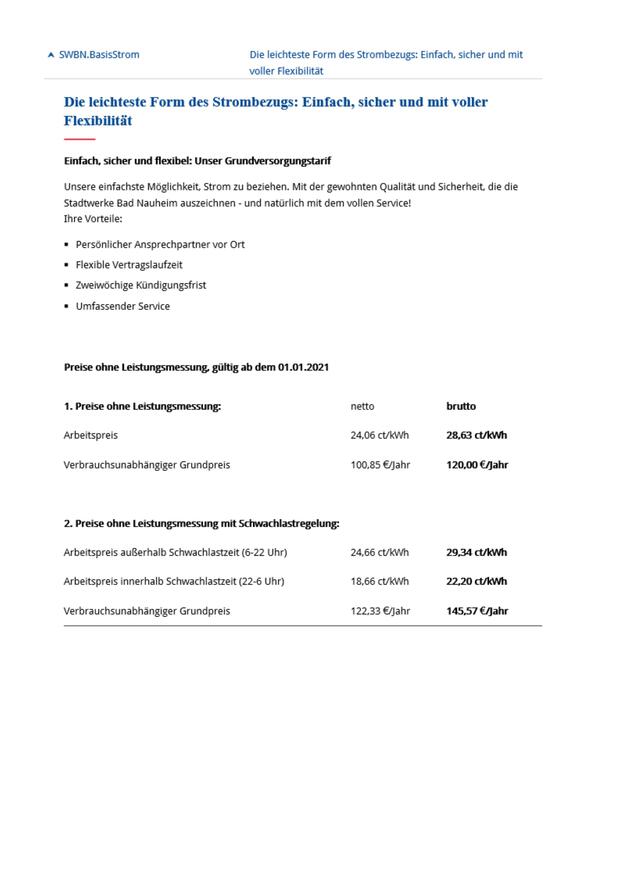 SWBN.BasisStrom
Die leichteste Form des Strombezugs: Einfach, sicher und mit
voller Flexibilität
Die leichteste Form des Strombezugs: Einfach, sicher und mit voller
Flexibilität
Einfach, sicher und flexibel: Unser Grundversorgungstarif
Unsere einfachste Möglichkeit, Strom zu beziehen. Mit der gewohnten Qualität und Sicherheit, die die
Stadtwerke Bad Nauheim auszeichnen - und natürlich mit dem vollen Service!
Ihre Vorteile:
▪ Persönlicher Ansprechpartner vor Ort
▪ Flexible Vertragslaufzeit
▪ Zweiwöchige Kündigungsfrist
▪ Umfassender Service
Preise ohne Leistungsmessung, gültig ab dem 01.01.2021
1. Preise ohne Leistungsmessung: netto brutto
Arbeitspreis 24,06 ct/kWh 28,63 ct/kWh
Verbrauchsunabhängiger Grundpreis 100,85 €/Jahr 120,00 €/Jahr
2. Preise ohne Leistungsmessung mit Schwachlastregelung:
Arbeitspreis außerhalb Schwachlastzeit (6-22 Uhr) 24,66 ct/kWh 29,34 ct/kWh
Arbeitspreis innerhalb Schwachlastzeit (22-6 Uhr) 18,66 ct/kWh 22,20 ct/kWh
Verbrauchsunabhängiger Grundpreis 122,33 €/Jahr 145,57 €/Jahr